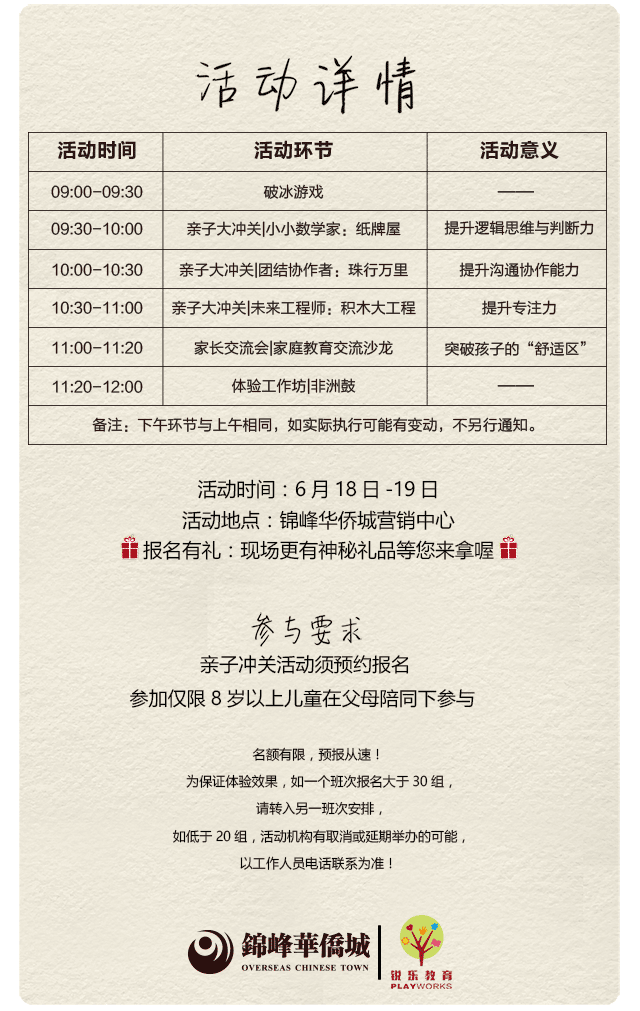 活动详情
活动时间 活动环节 活动意义
09:00-09:30 破冰游戏 ——
09:30-10:00 亲子大冲关|小小数学家：纸牌屋 提升逻辑思维与判断力
10:00-10:30 亲子大冲关|团结协作者：珠行万里 提升沟通协作能力
10:30-11:00 亲子大冲关|未来工程师：积木大工程 提升专注力
11:00-11:20 家长交流会|家庭教育交流沙龙 突破孩子的“舒适区”
11:20-12:00 体验工作坊|非洲鼓 ——
备注：下午环节与上午相同，如实际执行可能有变动，不另行通知。
活动时间：6月18日-19日
活动地点：锦峰华侨城营销中心
报名有礼：现场更有神秘礼品等您来拿喔
参与要求
亲子冲关活动须预约报名
参加仅限8岁以上儿童在父母陪同下参与
名额有限，预报从速！
为保证体验效果，如一个班次报名大于30组，
请转入另一班次安排，
如低于20组，活动机构有取消或延期举办的可能，
以工作人员电话联系为准！
錦峰華僑城
OVERSEAS CHINESE TOWN
锐乐教育
PLAYWORKS